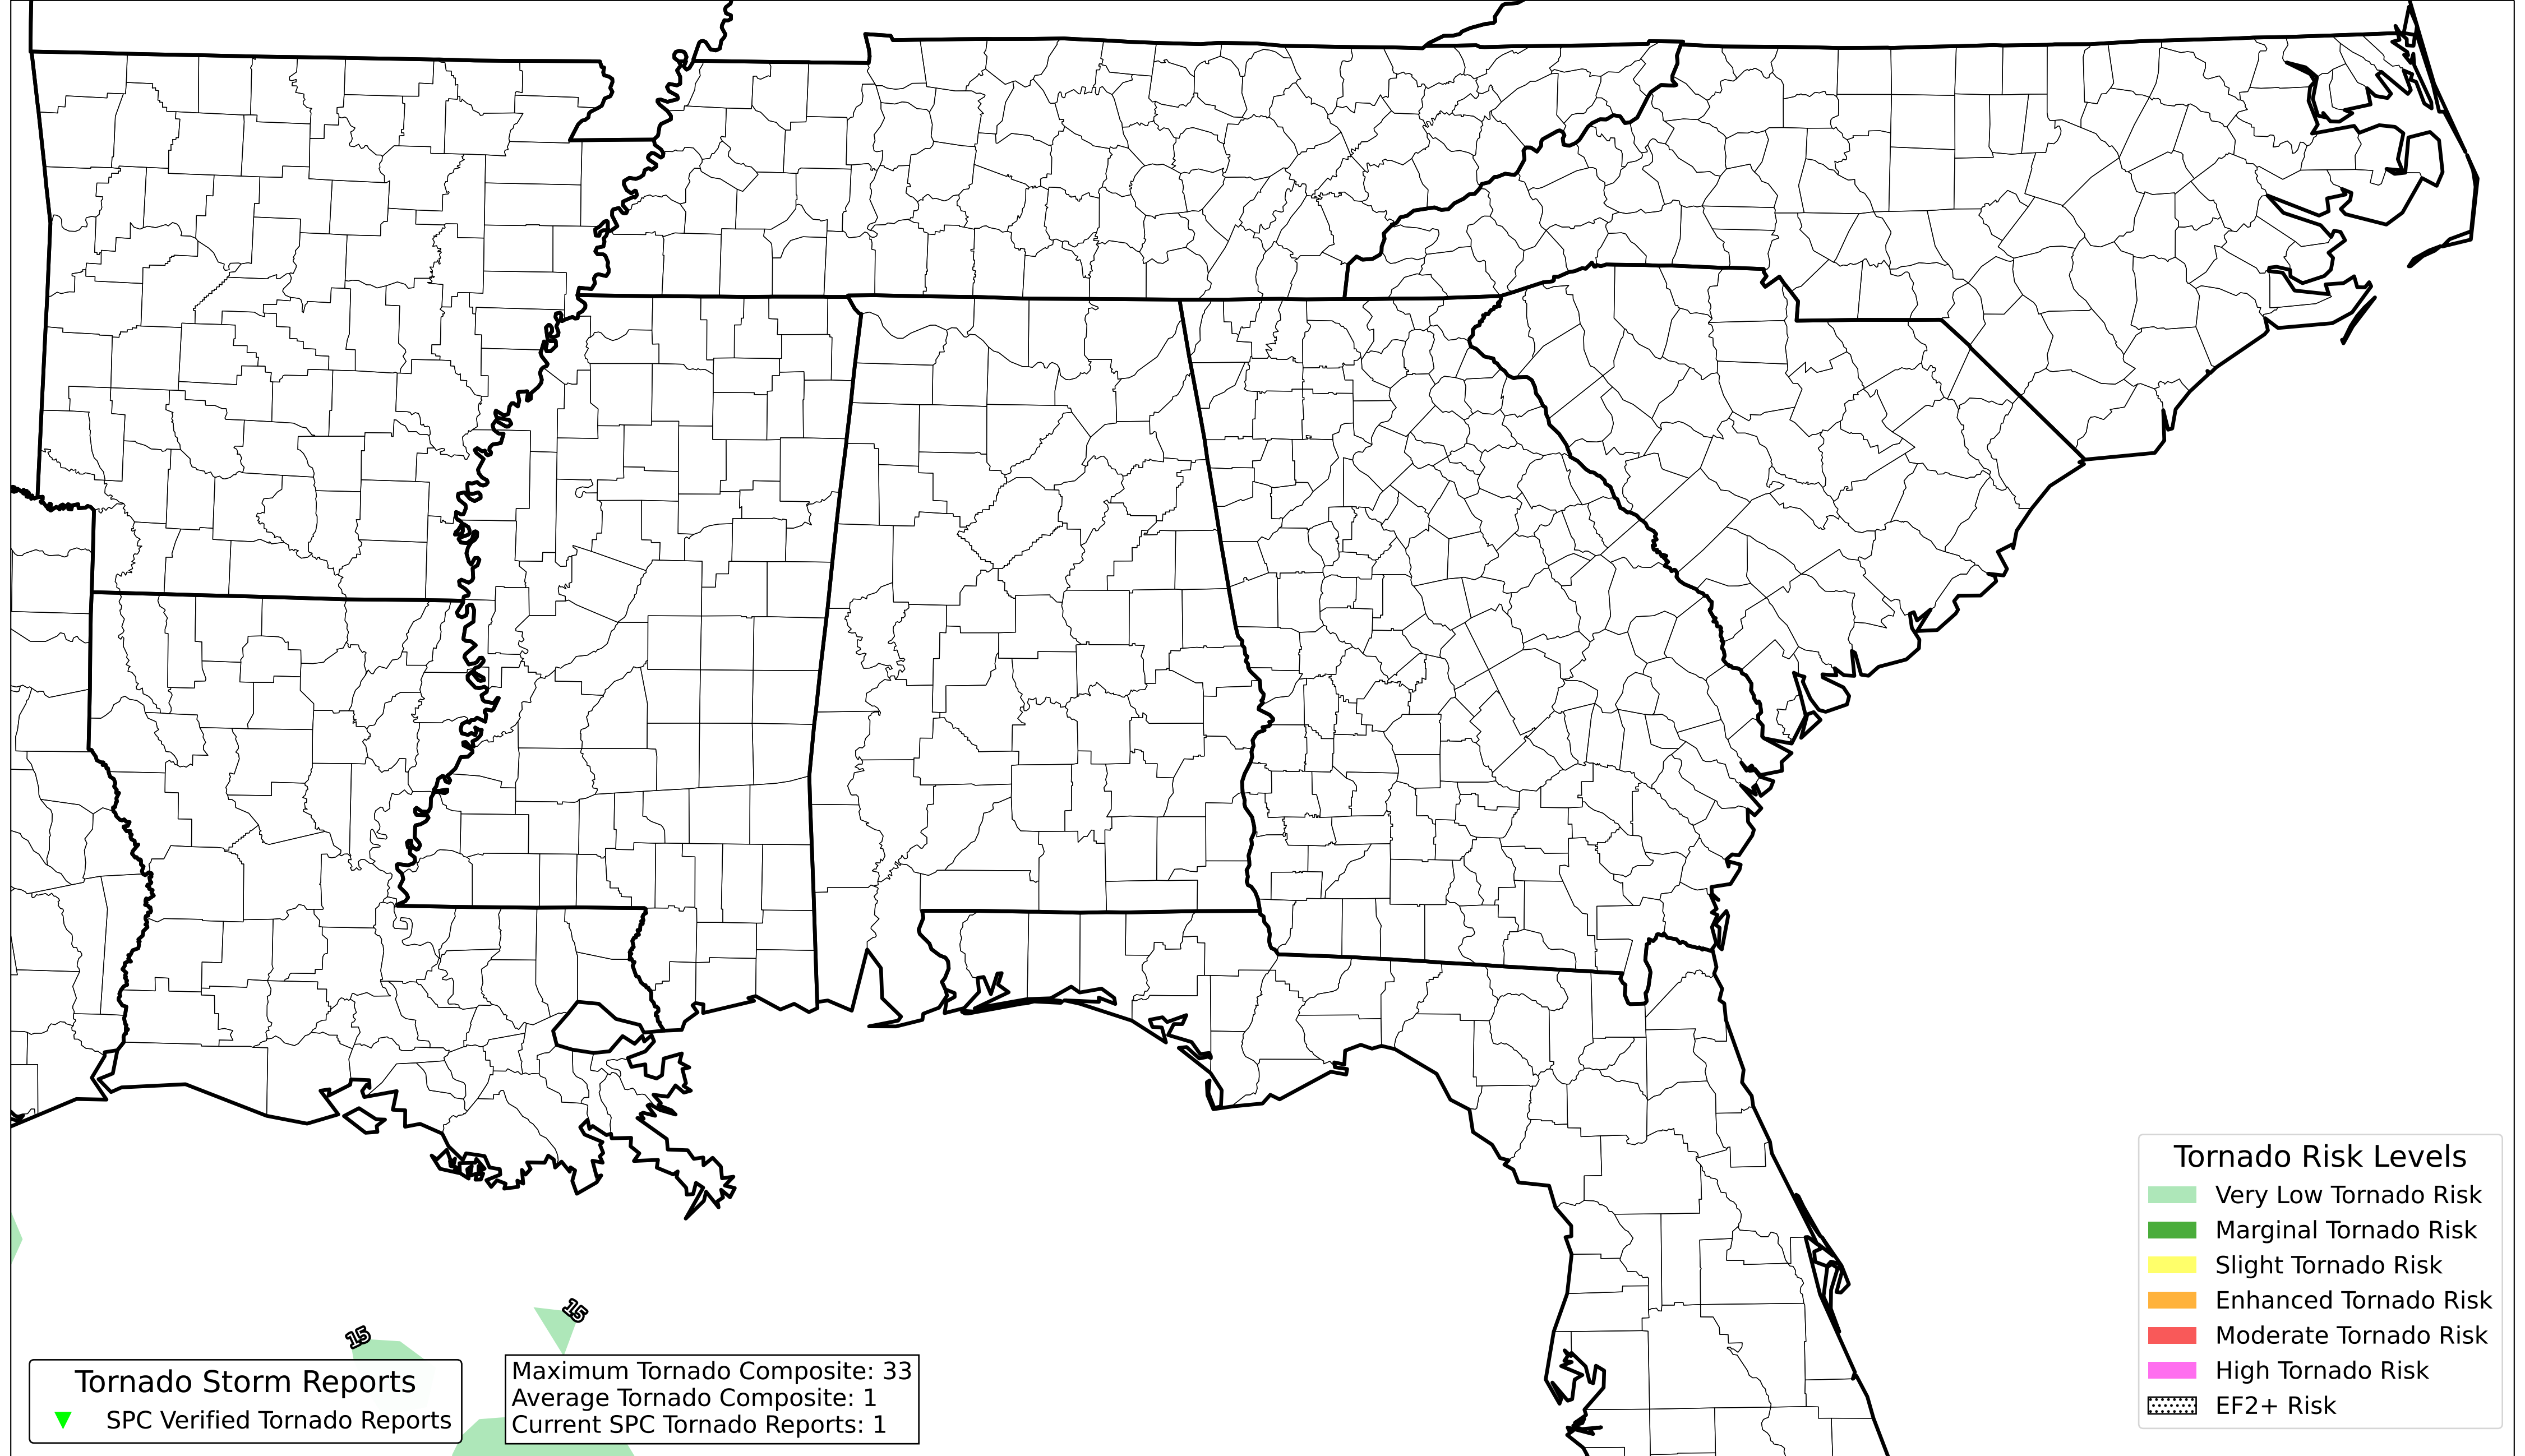 Tornado Risk Levels
Very Low Tornado Risk
Marginal Tornado Risk
Slight Tornado Risk
Enhanced Tornado Risk
Moderate Tornado Risk
High Tornado Risk
EF2+ Risk
15
15
Tornado Storm Reports
SPC Verified Tornado Reports
Maximum Tornado Composite: 33
Average Tornado Composite: 1
Current SPC Tornado Reports: 1